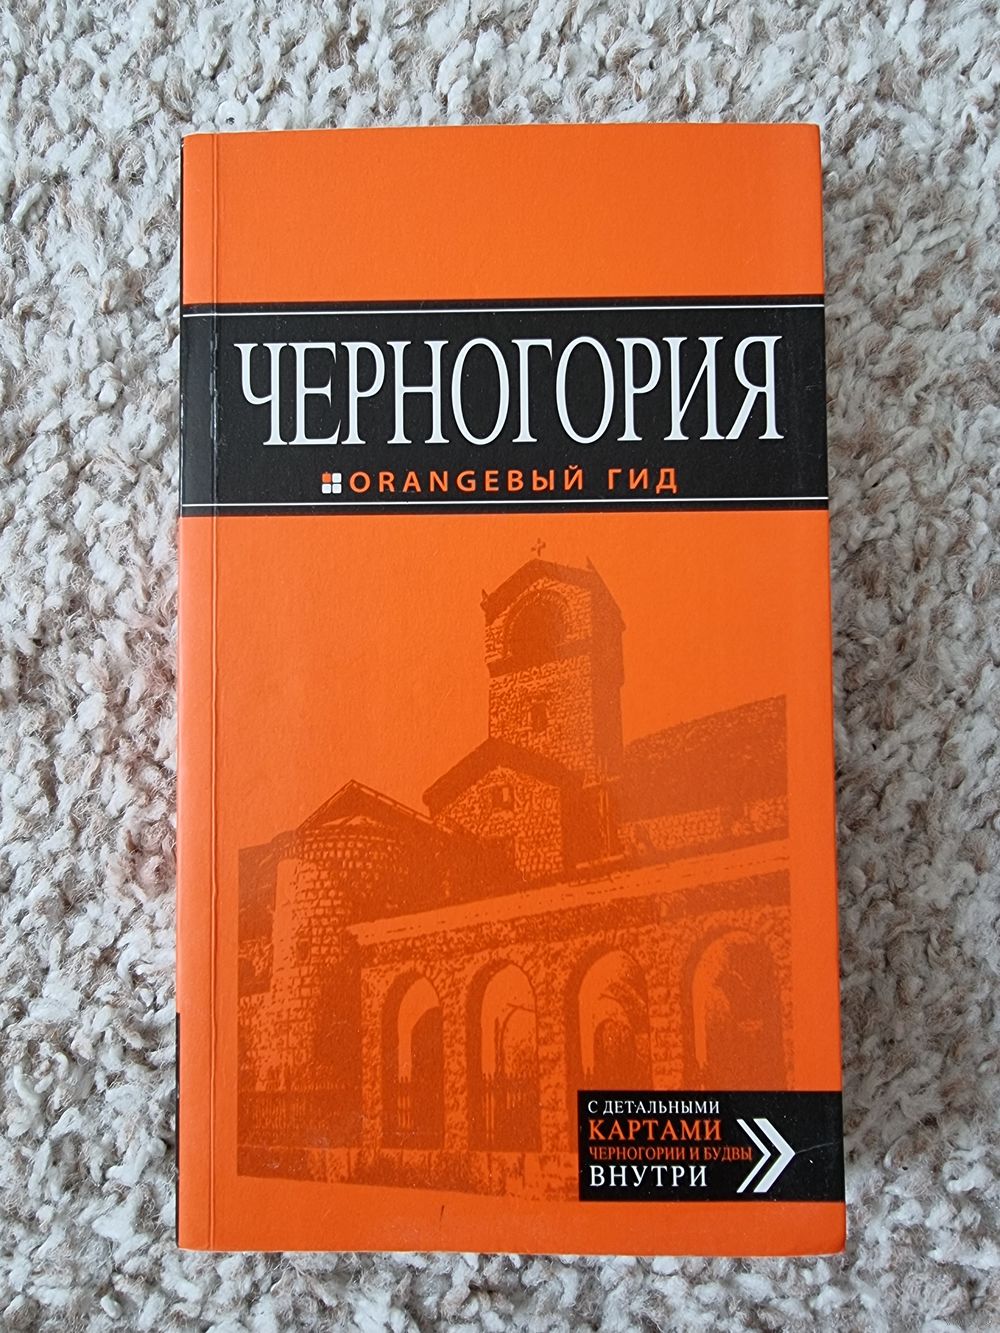 ЧЕРНОГОРИЯ
ORANGEВЫЙ ГИД
С ДЕТАЛЬНЫМИ
КАРТАМИ
ЧЕРНОГОРИИ И БУДВЫ
ВНУТРИ